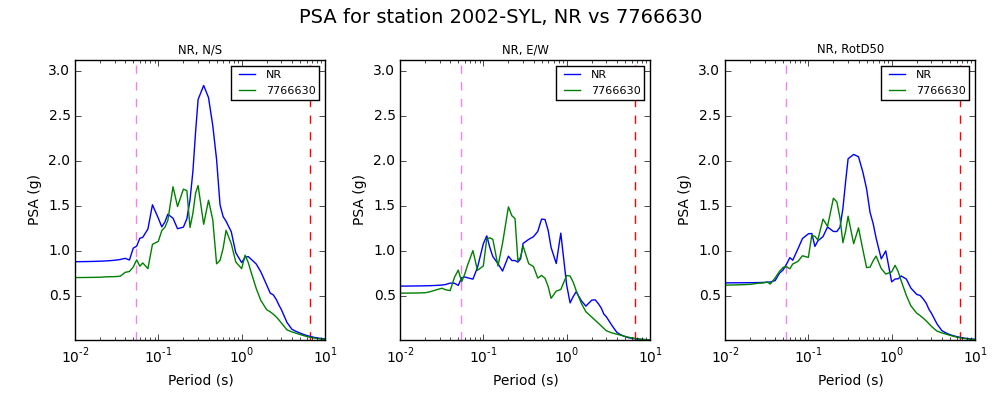 PSA for station 2002-SYL, NR vs 7766630
NR, N/S
NR, E/W
NR, RotD50
PSA (g)
3.0
2.5
2.0
1.5
1.0
0.5
NR
7766630
10⁻²
10⁻¹
10⁰
10¹
Period (s)
PSA (g)
3.0
2.5
2.0
1.5
1.0
0.5
NR
7766630
10⁻²
10⁻¹
10⁰
10¹
Period (s)
PSA (g)
3.0
2.5
2.0
1.5
1.0
0.5
NR
7766630
10⁻²
10⁻¹
10⁰
10¹
Period (s)